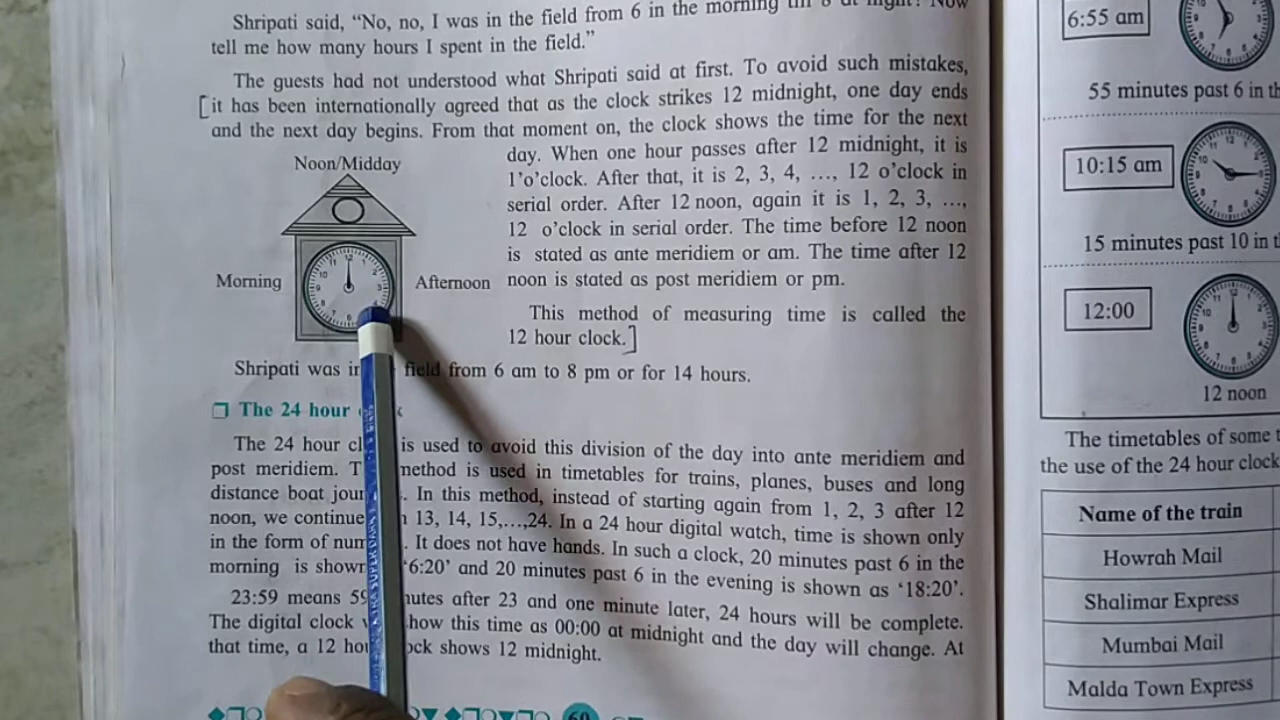 Shripati said, "No, no, I was in the field from 6 in the morning till 8 at night! Now
tell me how many hours I spent in the field."
The guests had not understood what Shripati said at first. To avoid such mistakes,
[it has been internationally agreed that as the clock strikes 12 midnight, one day ends
and the next day begins. From that moment on, the clock shows the time for the next
day. When one hour passes after 12 midnight, it is
1'o'clock. After that, it is 2, 3, 4, ..., 12 o'clock in
serial order. After 12 noon, again it is 1, 2, 3, ...,
12 o'clock in serial order. The time before 12 noon
is stated as ante meridiem or am. The time after 12
noon is stated as post meridiem or pm.
This method of measuring time is called the
12 hour clock.]
Noon/Midday
Morning
Afternoon
Shripati was in field from 6 am to 8 pm or for 14 hours.
❒ The 24 hour
The 24 hour is used to avoid this division of the day into ante meridiem and
post meridiem. method is used in timetables for trains, planes, buses and long
distance boat In this method, instead of starting again from 1, 2, 3 after 12
noon, we continue 13, 14, 15,...,24. In a 24 hour digital watch, time is shown only
in the form of It does not have hands. In such a clock, 20 minutes past 6 in the
morning is shown '6:20' and 20 minutes past 6 in the evening is shown as '18:20'.
23:59 means 59 after 23 and one minute later, 24 hours will be complete.
The digital clock show this time as 00:00 at midnight and the day will change. At
that time, a 12 shows 12 midnight.
6:55 am
55 minutes past 6 in
10:15 am
15 minutes past 10 in
12:00
12 noon
The timetables of some
the use of the 24 hour clock
Name of the train
Howrah Mail
Shalimar Express
Mumbai Mail
Malda Town Express